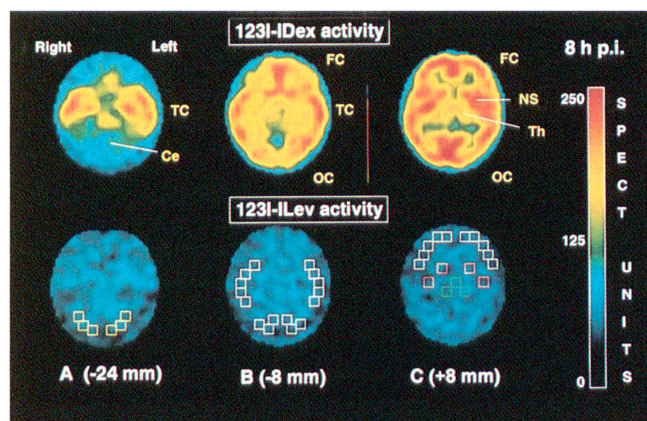 123I-IDex activity
8 h p.i.
Right Left
FC
FC
TC
TC
NS
Th
Ce
OC
OC
250
125
0
SPECT UNITS
123I-ILev activity
A (-24 mm)
B (-8 mm)
C (+8 mm)